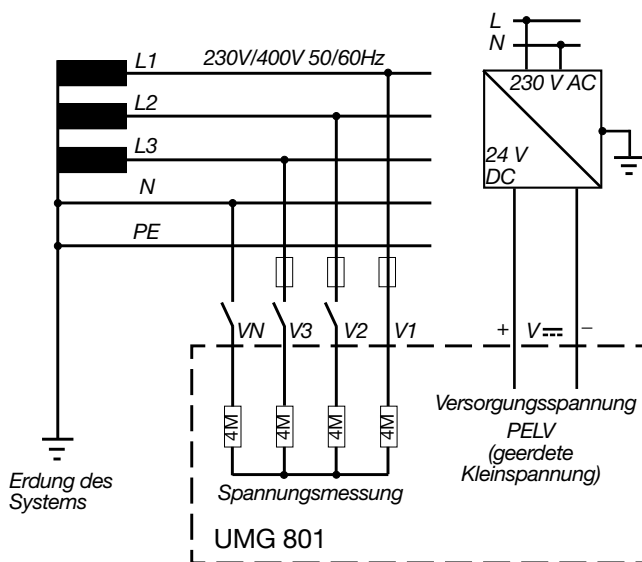 L
N
L1
230V/400V 50/60Hz
230 V AC
L2
L3
24 V
DC
N
PE
VN
V3
V2
V1
+
V
–
4M
4M
4M
4M
Versorgungsspannung
PELV
(geerdete
Kleinspannung)
Erdung des
Systems
Spannungsmessung
UMG 801